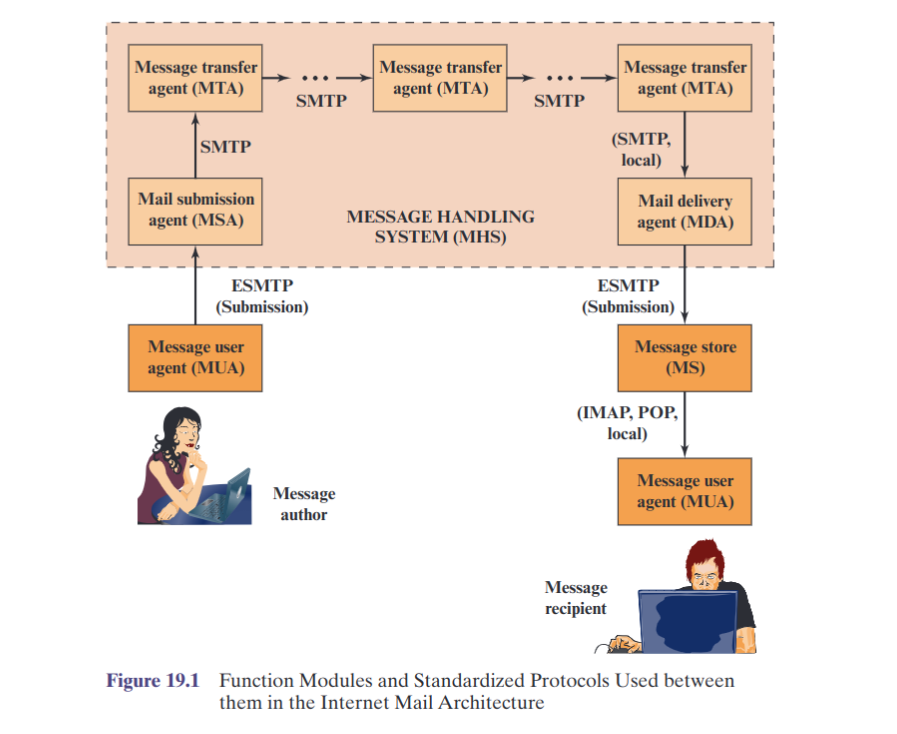 Message transfer
agent (MTA)
SMTP
Message transfer
agent (MTA)
SMTP
Message transfer
agent (MTA)
SMTP
(SMTP,
local)
Mail submission
agent (MSA)
MESSAGE HANDLING
SYSTEM (MHS)
Mail delivery
agent (MDA)
ESMTP
(Submission)
ESMTP
(Submission)
Message user
agent (MUA)
Message store
(MS)
(IMAP, POP,
local)
Message user
agent (MUA)
Message
author
Message
recipient
Figure 19.1 Function Modules and Standardized Protocols Used between
them in the Internet Mail Architecture